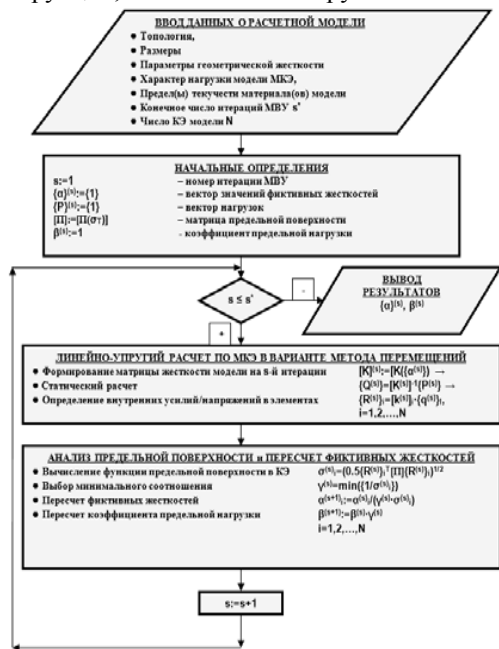 ВВОД ДАННЫХ О РАСЧЕТНОЙ МОДЕЛИ
• Топология,
• Размеры
• Параметры геометрической жесткости
• Характер нагрузки модели МКЭ,
• Предел(ы) текучести материала(ов) модели
• Конечное число итераций МВУ s*
• Число КЭ модели N
НАЧАЛЬНЫЕ ОПРЕДЕЛЕНИЯ
s:=1 – номер итерации МВУ
{α}⁽ˢ⁾:={1} – вектор значений фиктивных жесткостей
{P}⁽ˢ⁾:={1} – вектор нагрузок
[П]:=[П(σт)] – матрица предельной поверхности
β⁽ˢ⁾:=1 - коэффициент предельной нагрузки
s ≤ s*
-
ВЫВОД
РЕЗУЛЬТАТОВ
{α}⁽ˢ⁾, β⁽ˢ⁾
+
ЛИНЕЙНО-УПРУГИЙ РАСЧЕТ ПО МКЭ В ВАРИАНТЕ МЕТОДА ПЕРЕМЕЩЕНИЙ
• Формирование матрицы жесткости модели на s-й итерации [K]⁽ˢ⁾:=[K({α⁽ˢ⁾})] →
• Статический расчет {Q⁽ˢ⁾}=[K⁽ˢ⁾]⁻¹{P⁽ˢ⁾} →
• Определение внутренних усилий/напряжений в элементах {R⁽ˢ⁾}ᵢ=[k⁽ˢ⁾]ᵢ·{q⁽ˢ⁾}ᵢ,
i=1,2,...,N
АНАЛИЗ ПРЕДЕЛЬНОЙ ПОВЕРХНОСТИ и ПЕРЕСЧЕТ ФИКТИВНЫХ ЖЕСТКОСТЕЙ
• Вычисление функции предельной поверхности в КЭ σ⁽ˢ⁾ᵢ=(0.5{R⁽ˢ⁾}ᵢᵀ[П]{R⁽ˢ⁾}ᵢ)¹ᐟ²
• Выбор минимального соотношения γ⁽ˢ⁾=min({1/σ⁽ˢ⁾ᵢ})
• Пересчет фиктивных жесткостей α⁽ˢ⁺¹⁾ᵢ:=α⁽ˢ⁾ᵢ/(γ⁽ˢ⁾·σ⁽ˢ⁾ᵢ)
• Пересчет коэффициента предельной нагрузки β⁽ˢ⁺¹⁾:=β⁽ˢ⁾·γ⁽ˢ⁾
i=1,2,...,N
s:=s+1